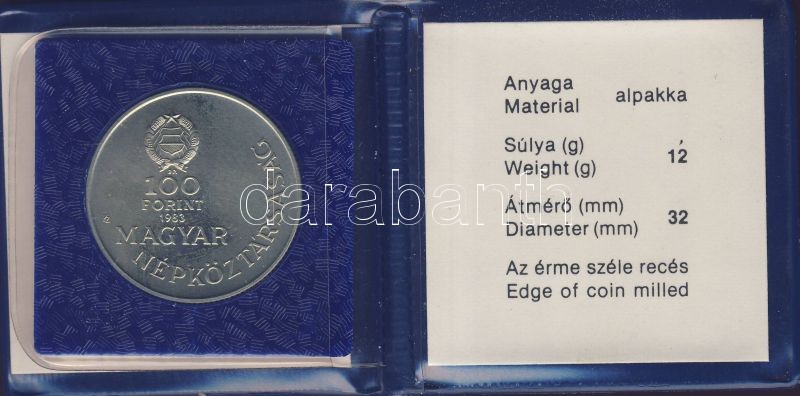 BP.
100
FORINT
1983
MAGYAR
NÉPKÖZTÁRSASÁG
Anyaga
Material alpakka
Súlya (g)
Weight (g) 12
Átmérő (mm)
Diameter (mm) 32
Az érme széle recés
Edge of coin milled
darabanth